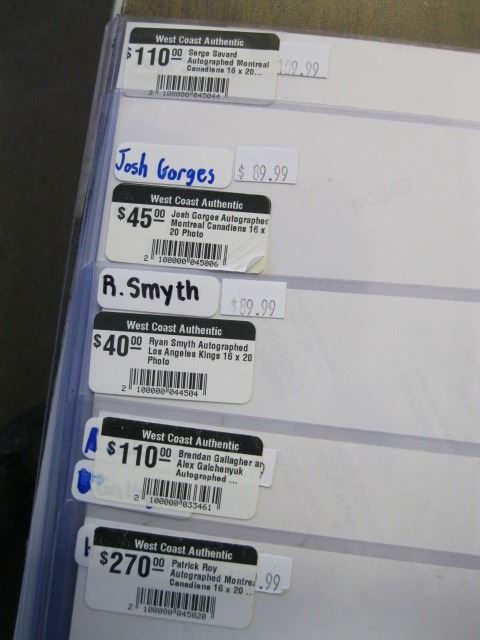 West Coast Authentic
$110 00 Serge Savard
Autographed Montreal
Canadiens 16 x 20...
2 100000 045044
109.99
Josh Gorges
$ 89.99
West Coast Authentic
$45 00 Josh Gorges Autographed
Montreal Canadiens 16 x
20 Photo
2 100000 045006
R. Smyth
$89.99
West Coast Authentic
$40 00 Ryan Smyth Autographed
Los Angeles Kings 16 x 20
Photo
2 100000 044504
West Coast Authentic
$110 00 Brendan Gallagher an
Alex Galchenyuk
Autographed ...
2 100000 033461
West Coast Authentic
$270 00 Patrick Roy
Autographed Montreal
Canadiens 16 x 20 ...
2 100000 045020
.99